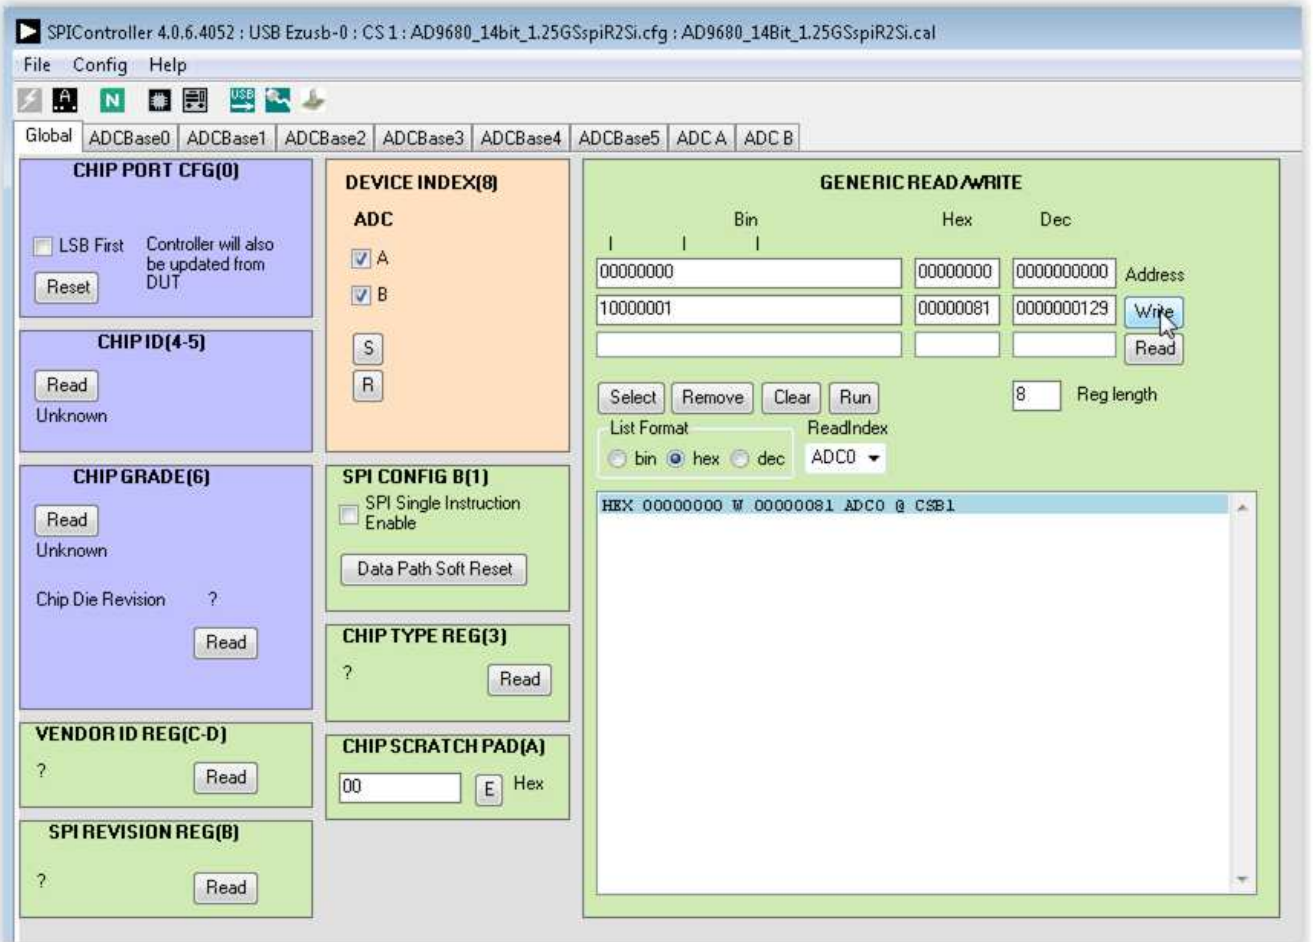 SPIController 4.0.6.4052 : USB Ezusb-0 : CS 1 : AD9680_14bit_1.25GSspiR2Si.cfg : AD9680_14Bit_1.25GSspiR2Si.cal
File Config Help
A N USB
Global ADCBase0 ADCBase1 ADCBase2 ADCBase3 ADCBase4 ADCBase5 ADC A ADC B
CHIP PORT CFG(0)
LSB First
Controller will also
be updated from
DUT
Reset
CHIP ID(4-5)
Read
Unknown
CHIP GRADE(6)
Read
Unknown
Chip Die Revision ?
Read
VENDOR ID REG(C-D)
? Read
SPI REVISION REG(B)
? Read
DEVICE INDEX(8)
ADC
A
B
S
R
SPI CONFIG B(1)
SPI Single Instruction
Enable
Data Path Soft Reset
CHIP TYPE REG(3)
? Read
CHIP SCRATCH PAD(A)
00 E Hex
GENERIC READ/WRITE
Bin Hex Dec
00000000 00000000 0000000000 Address
10000001 00000081 0000000129 Write
Read
Select Remove Clear Run 8 Reg length
List Format ReadIndex
bin hex dec ADC0
HEX 00000000 W 00000081 ADC0 @ CSB1